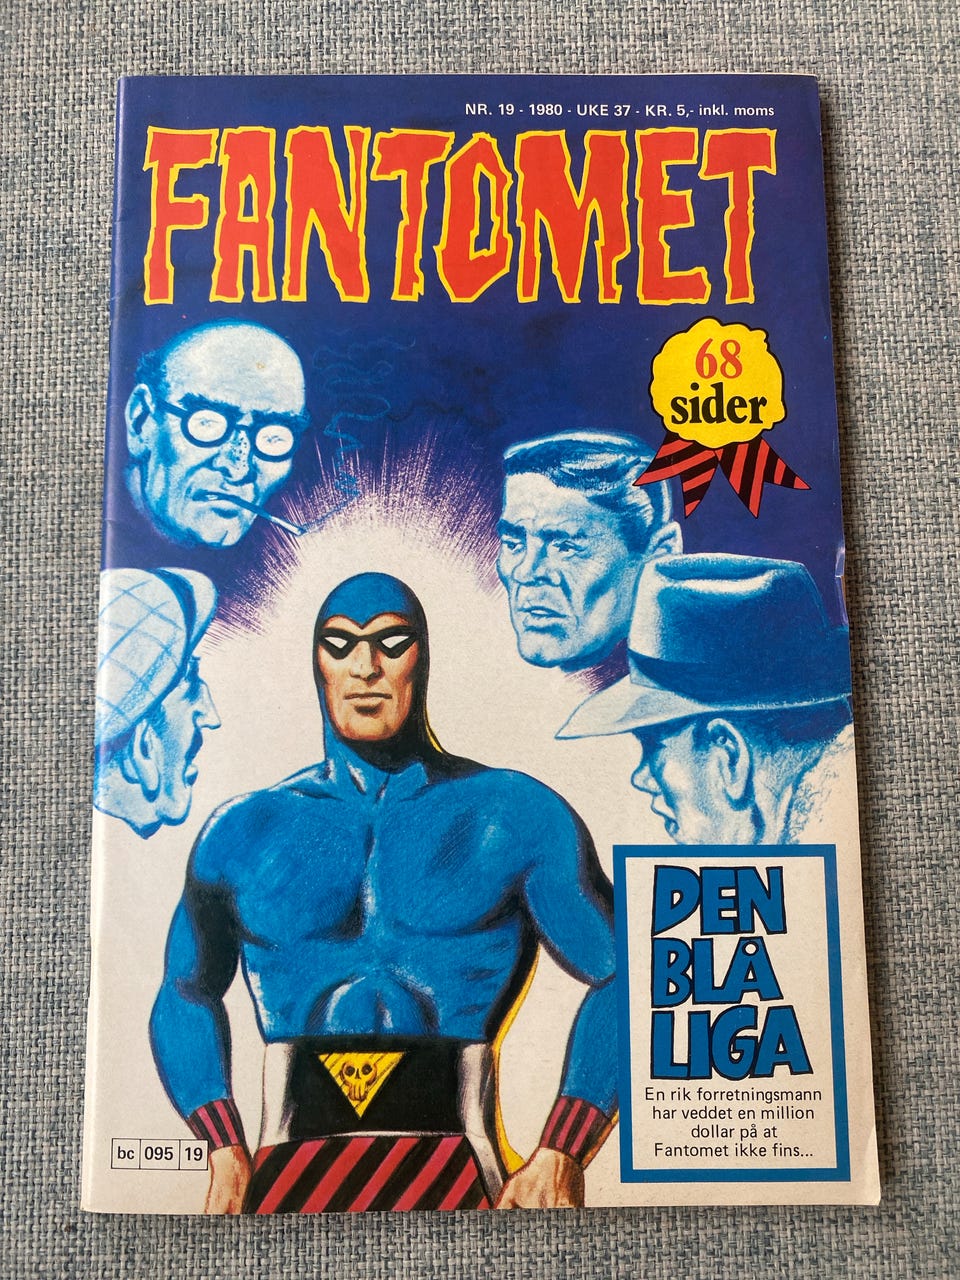 NR. 19 - 1980 - UKE 37 - KR. 5,- inkl. moms
FANTOMET
68
sider
DEN
BLÅ
LIGA
En rik forretningsmann
har veddet en million
dollar på at
Fantomet ikke fins...
bc 095 19